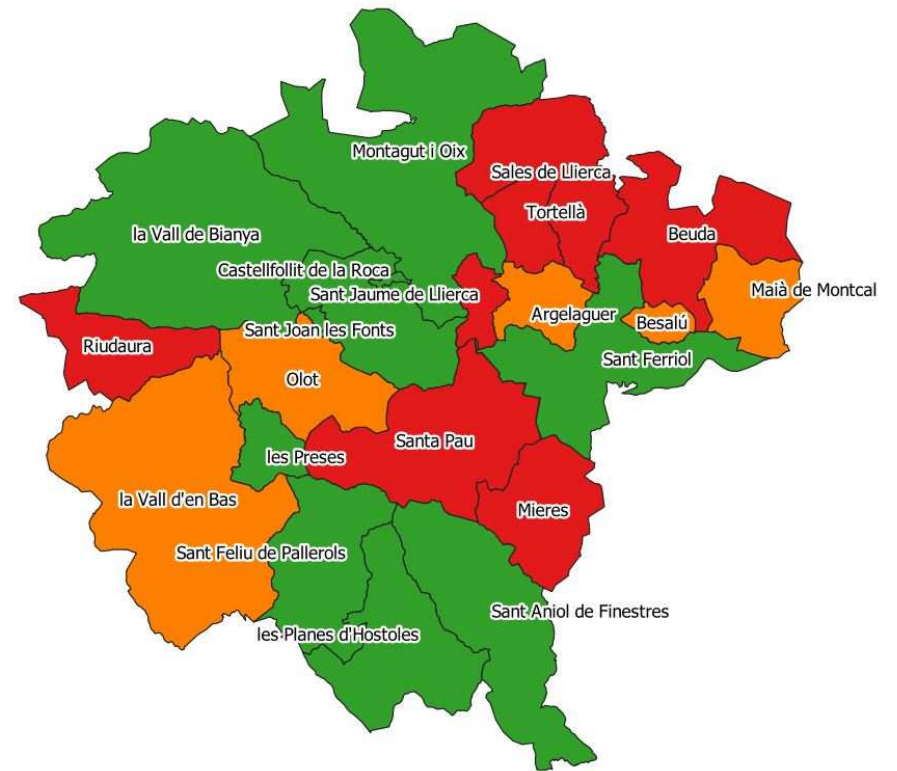 Montagut i Oix
Sales de Llierca
Tortellà
la Vall de Bianya
Beuda
Castellfollit de la Roca
Sant Jaume de Llierca
Maià de Montcal
Argelaguer
Besalú
Sant Joan les Fonts
Riudaura
Sant Ferriol
Olot
Santa Pau
les Preses
la Vall d'en Bas
Mieres
Sant Feliu de Pallerols
Sant Aniol de Finestres
les Planes d'Hostoles